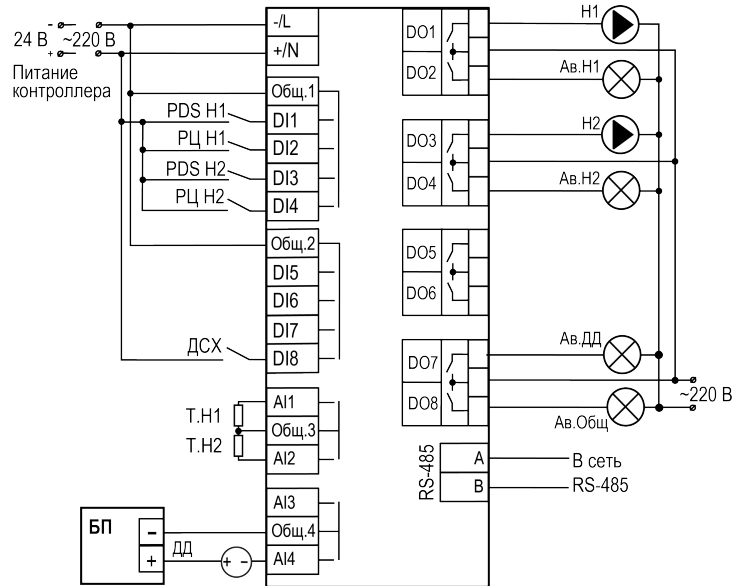 - -/L
24 В ~220 В
+ +/N
Питание
контроллера
Общ.1
PDS Н1 DI1
РЦ Н1 DI2
PDS Н2 DI3
РЦ Н2 DI4
Общ.2
DI5
DI6
DI7
ДСХ DI8
AI1
Т.Н1
Общ.3
Т.Н2
AI2
AI3
БП - Общ.4
+ ДД + - AI4
DO1 Н1
DO2 Ав.Н1
DO3 Н2
DO4 Ав.Н2
DO5
DO6
DO7 Ав.ДД
~220 В
DO8 Ав.Общ
RS-485
A В сеть
B RS-485